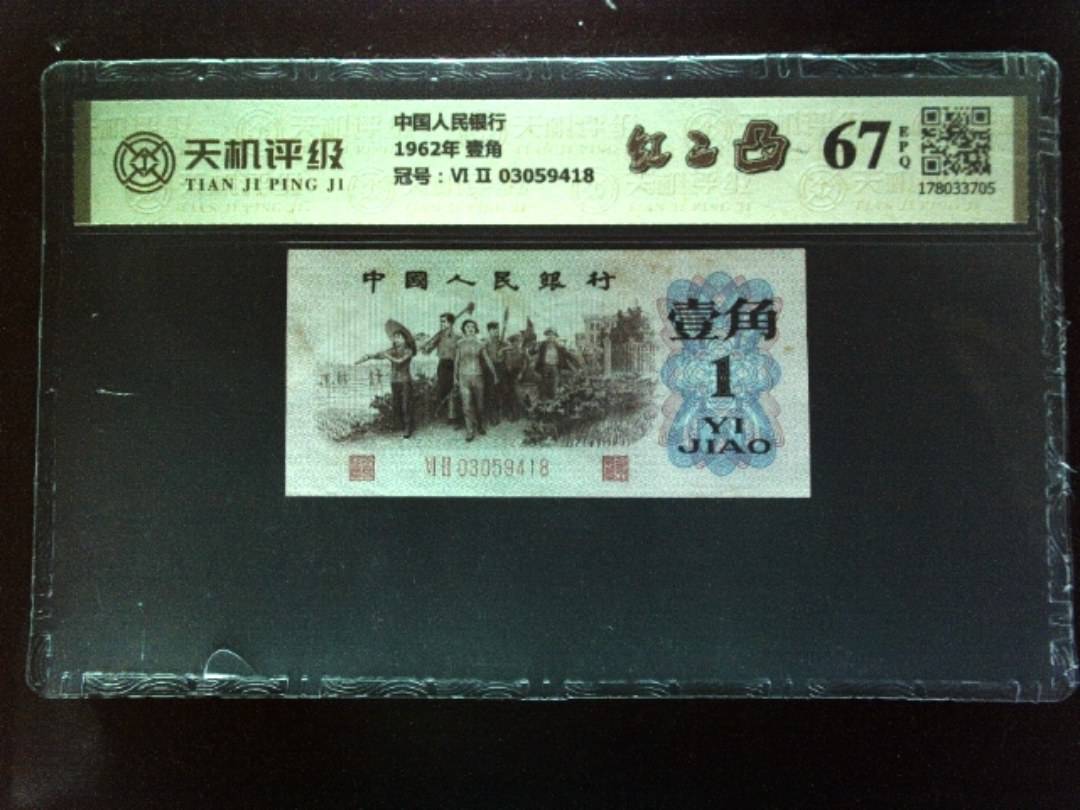 天机评级
TIAN JI PING JI
中国人民银行
1962年 壹角
冠号：VI II 03059418
红二凸
67
EPQ
178033705
中國人民銀行
壹角
1
YI
JIAO
VI II 03059418